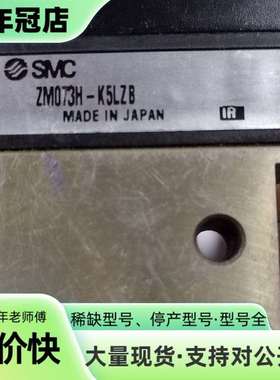 年冠店
SMC
ZM073H-K5LZB
MADE IN JAPAN
年老师傅
价快
稀缺型号、停产型号·型号全
大量现货·支持对公